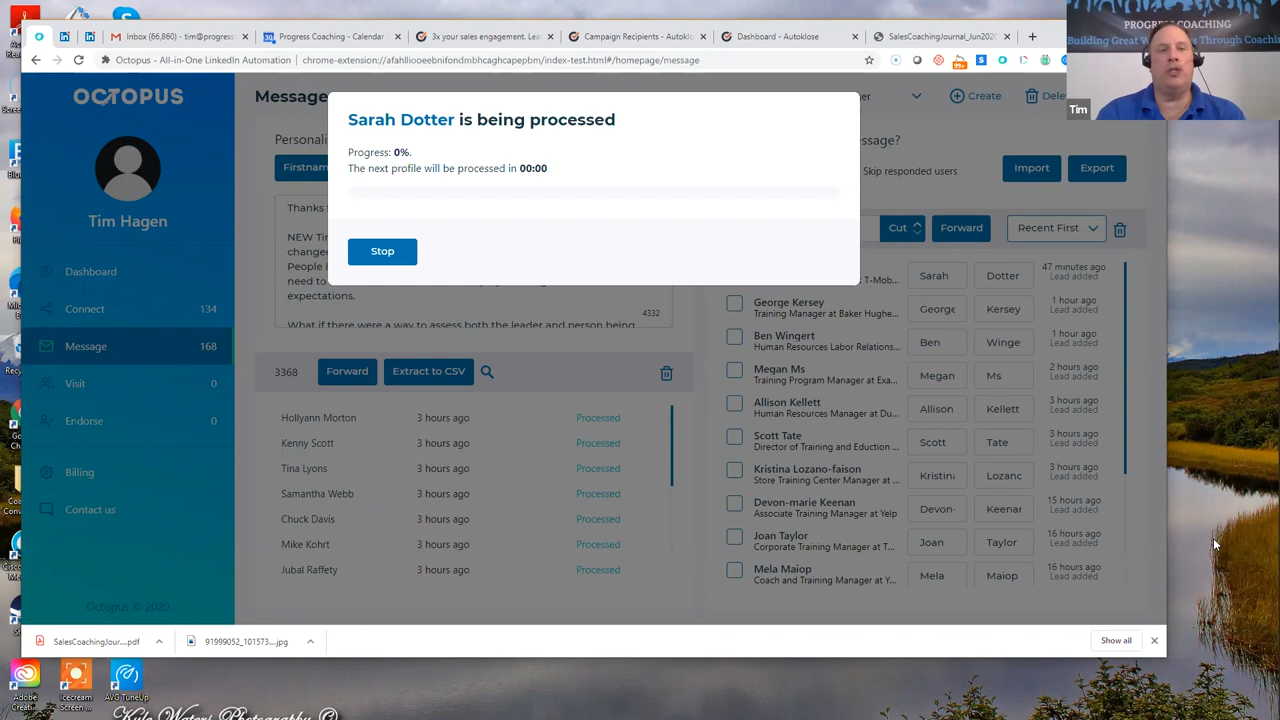 Inbox (66,860) - tim@progres
Progress Coaching - Calendar -
3x your sales engagement. Lea
Campaign Recipients - Autoklo
Dashboard - Autoklose
SalesCoachingJournal_Jun2020
Octopus - All-in-One LinkedIn Automation
chrome-extension://afahlliooeebnifondmbhcaghcapepbm/index-test.html#/homepage/message
99+
PROGRESS COACHING
Building Great Through Coachi
Tim
OCTOPUS
Tim Hagen
Dashboard
Connect 134
Message 168
Visit 0
Endorse 0
Billing
Contact us
Octopus © 2020
Message
Create
Dele
Personali
Firstnam
Thanks
NEW Ti
change
People
need to
expectations.
What if there were a way to assess both the leader and person being
4332
Sarah Dotter is being processed
Progress: 0%.
The next profile will be processed in 00:00
Stop
essage?
Skip responded users
Import
Export
Cut
Forward
Recent First
3368
Forward
Extract to CSV
Hollyann Morton 3 hours ago Processed
Kenny Scott 3 hours ago Processed
Tina Lyons 3 hours ago Processed
Samantha Webb 3 hours ago Processed
Chuck Davis 3 hours ago Processed
Mike Kohrt 3 hours ago Processed
Jubal Raffety 3 hours ago Processed
T-Mob...
Sarah
Dotter
47 minutes ago
Lead added
George Kersey
Training Manager at Baker Hughe...
George
Kersey
1 hour ago
Lead added
Ben Wingert
Human Resources Labor Relations...
Ben
Winge
1 hour ago
Lead added
Megan Ms
Training Program Manager at Exa...
Megan
Ms
2 hours ago
Lead added
Allison Kellett
Human Resources Manager at Du...
Allison
Kellett
3 hours ago
Lead added
Scott Tate
Director of Training and Eduction ...
Scott
Tate
3 hours ago
Lead added
Kristina Lozano-faison
Store Training Center Manager at ...
Kristini
Lozanc
3 hours ago
Lead added
Devon-marie Keenan
Associate Training Manager at Yelp
Devon-
Keenar
15 hours ago
Lead added
Joan Taylor
Corporate Training Manager at T...
Joan
Taylor
16 hours ago
Lead added
Mela Maiop
Coach and Training Manager at Y...
Mela
Maiop
16 hours ago
Lead added
SalesCoachingJour....pdf
91999052_101573....jpg
Show all
Adobe
Creati...
Icecream
Screen ...
AVG TuneUp
Kyle Waters Photography ©